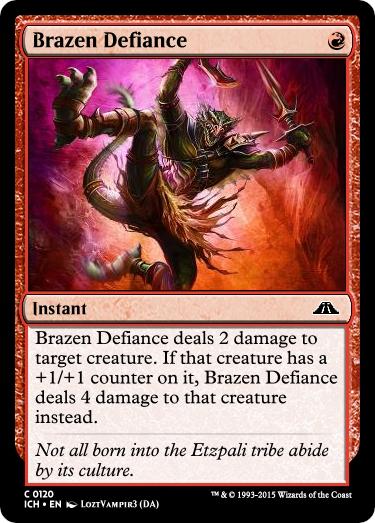 Brazen Defiance
Instant
Brazen Defiance deals 2 damage to
target creature. If that creature has a
+1/+1 counter on it, Brazen Defiance
deals 4 damage to that creature
instead.
Not all born into the Etzpali tribe abide
by its culture.
C 0120
ICH • EN LoztVampir3 (DA)
™ & © 1993-2015 Wizards of the Coast